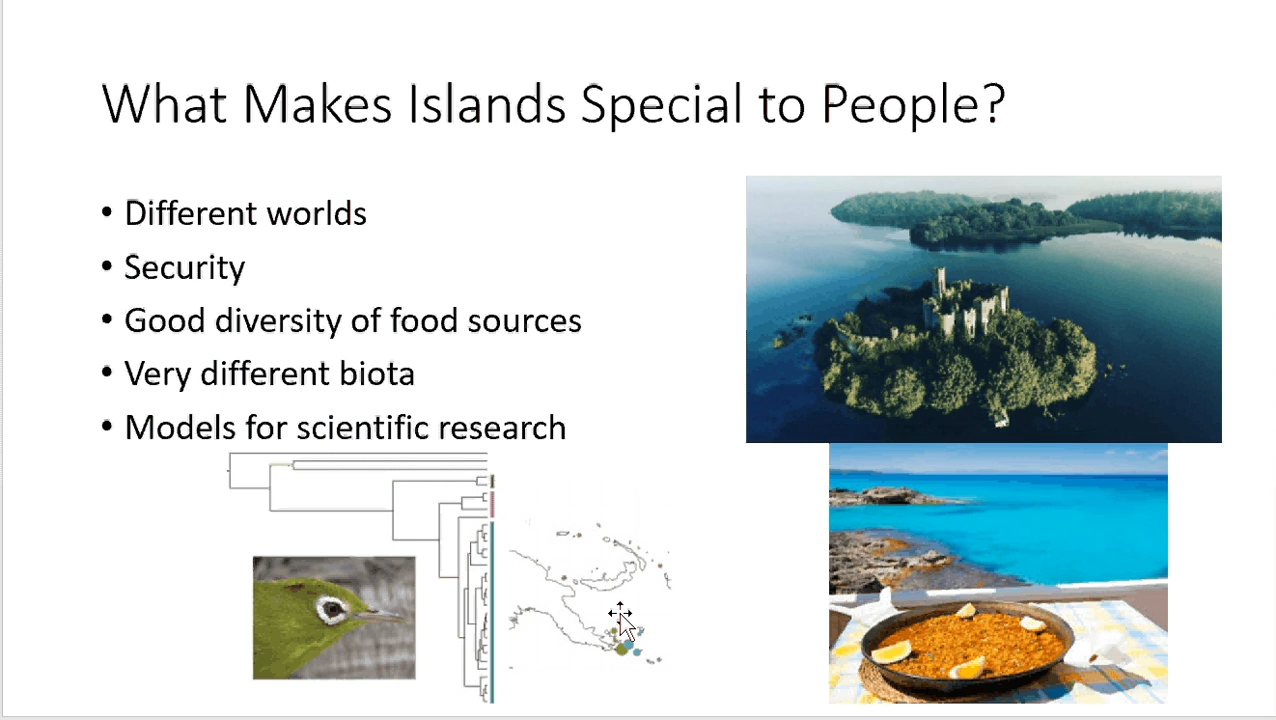 What Makes Islands Special to People?
• Different worlds
• Security
• Good diversity of food sources
• Very different biota
• Models for scientific research